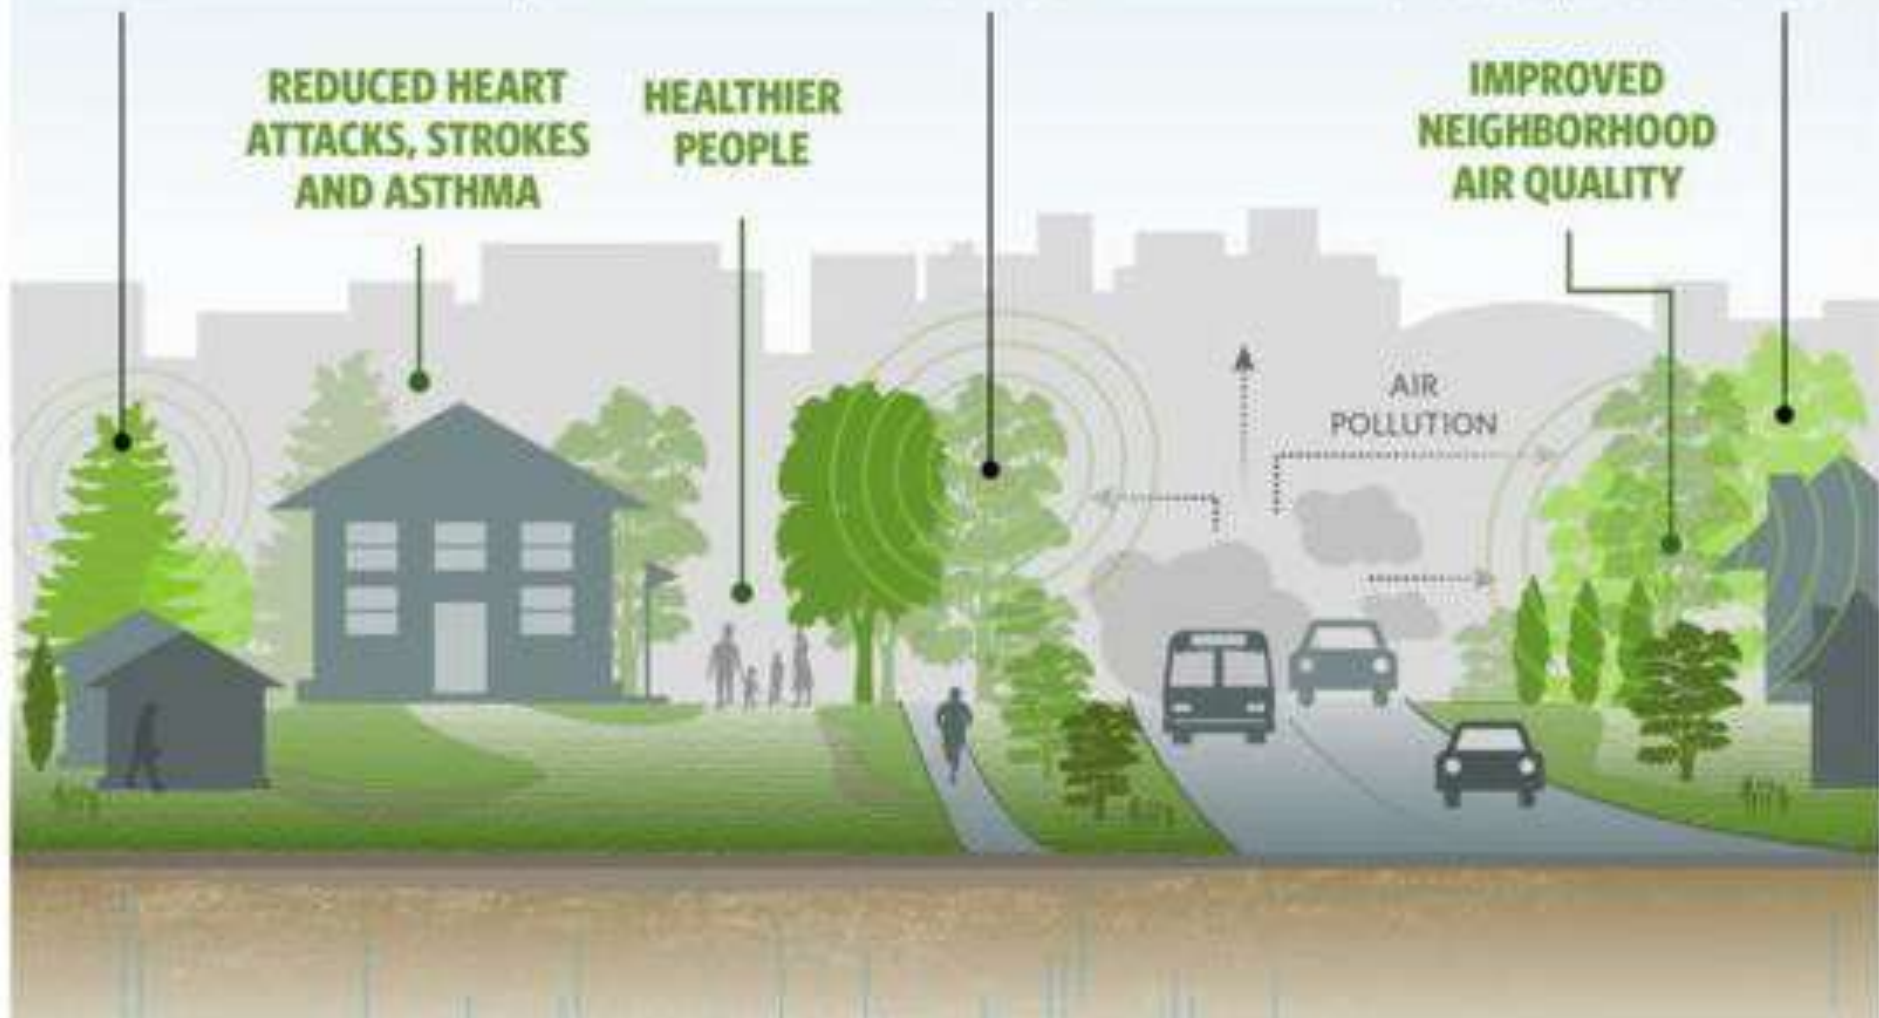 REDUCED HEART
ATTACKS, STROKES
AND ASTHMA
HEALTHIER
PEOPLE
IMPROVED
NEIGHBORHOOD
AIR QUALITY
AIR
POLLUTION